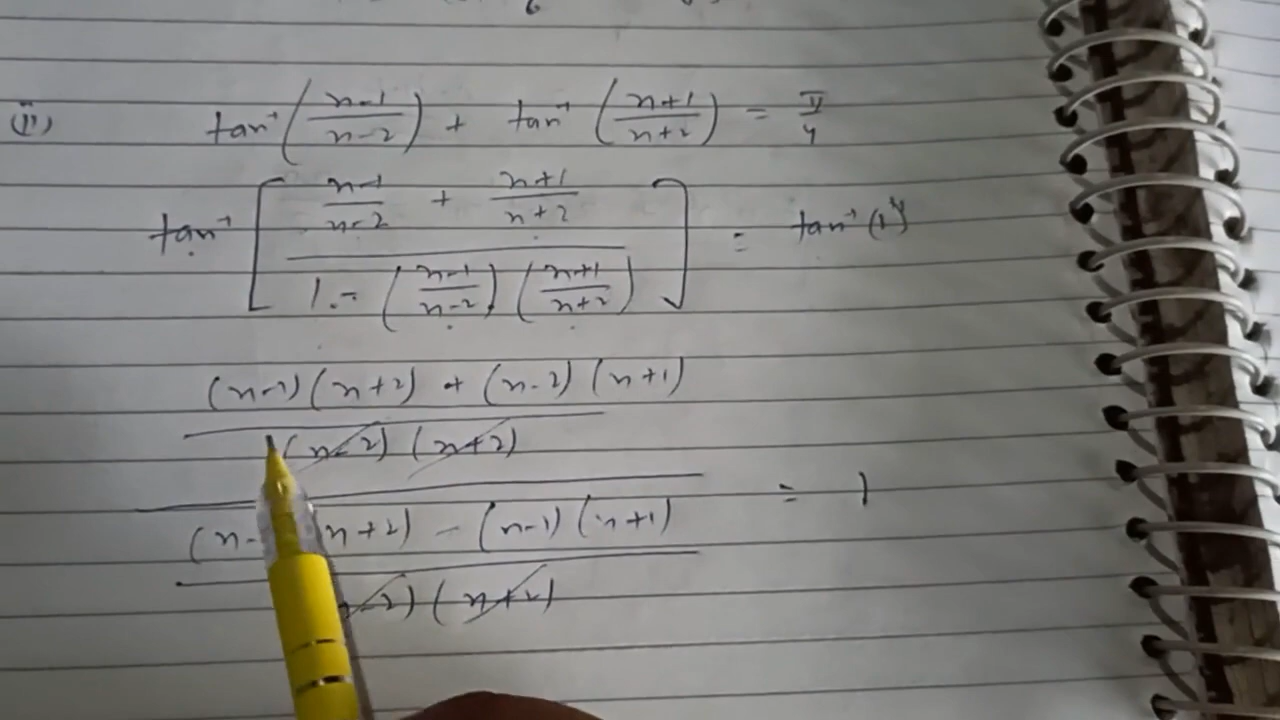 (ii) tan⁻¹((n-1)/(n-2)) + tan⁻¹((n+1)/(n+2)) = π/4
tan⁻¹[((n-1)/(n-2) + (n+1)/(n+2)) / (1 - ((n-1)/(n-2))((n+1)/(n+2)))] = tan⁻¹(1)
(n-1)(n+2) + (n-2)(n+1)
(n-2)(n+2)
= 1
(n- n+2) - (n-1)(n+1)
-2)(n+2)